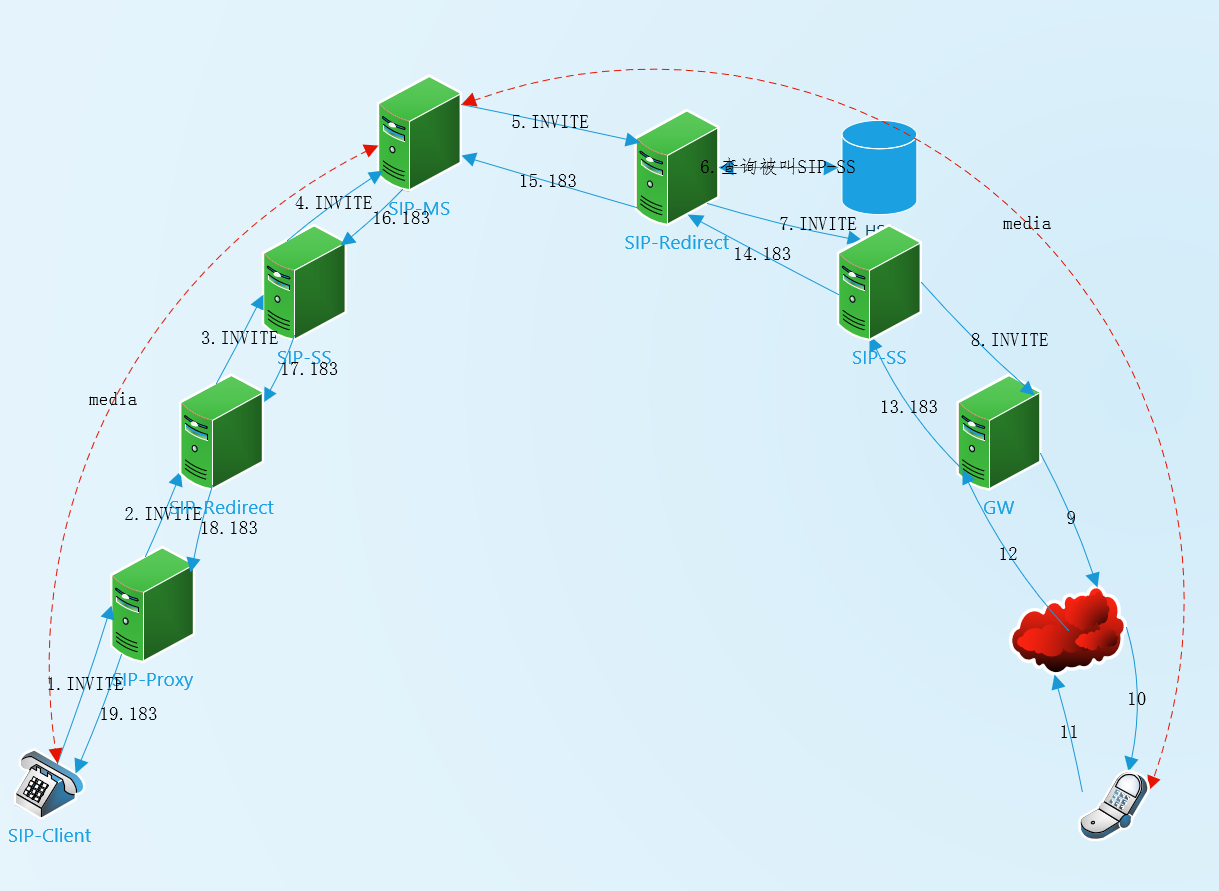 5.INVITE
6.查询被叫SIP-SS
15.183
4.INVITE
SIP-MS
16.183
SIP-Redirect
7.INVITE
media
14.183
3.INVITE
SIP-SS
17.183
SIP-SS
8.INVITE
media
13.183
2.INVITE
SIP-Redirect
18.183
GW
9
12
1.INVITE
SIP-Proxy
19.183
10
11
SIP-Client